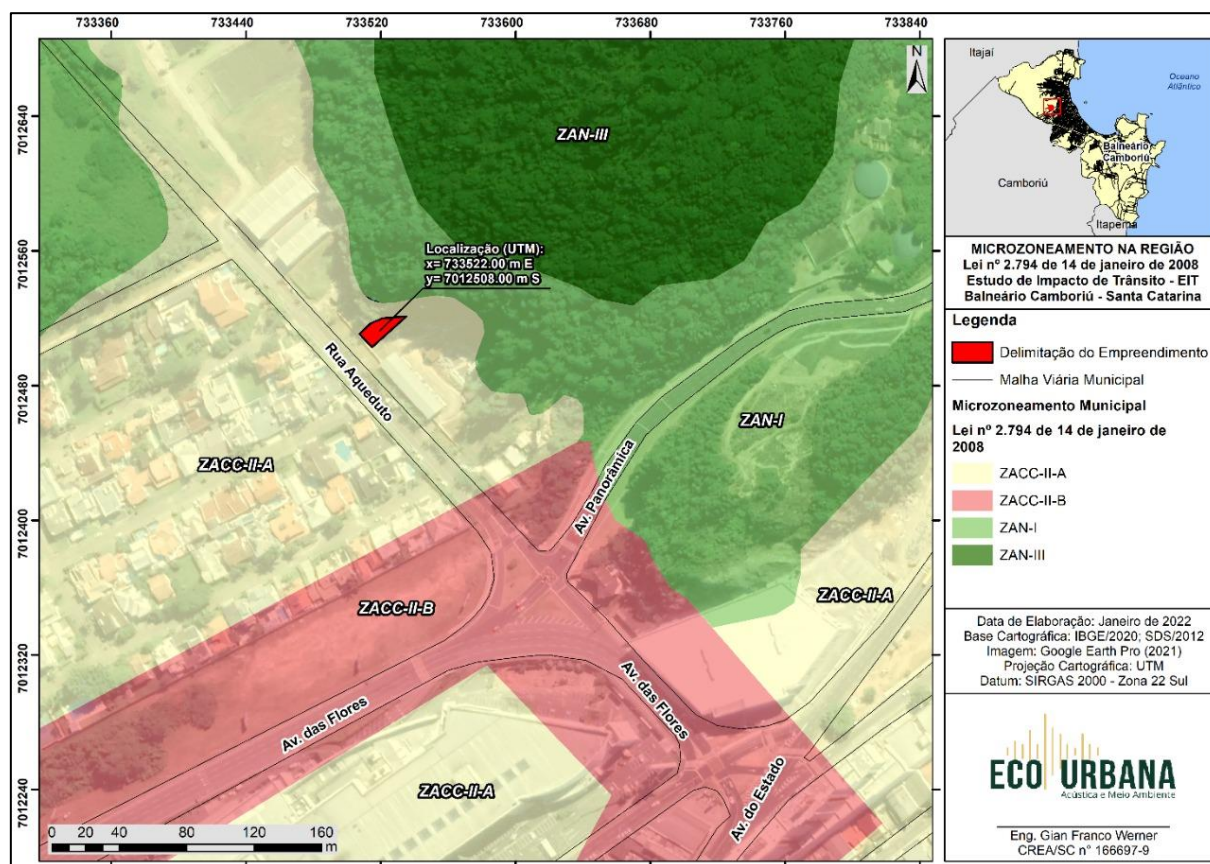 733360
733440
733520
733600
733680
733760
733840
7012640
7012560
7012480
7012400
7012320
7012240
N
ZAN-III
Localização (UTM):
x= 733522.00 m E
y= 7012508.00 m S
Rua Aqueduto
ZACC-II-A
Av. Panorâmica
ZAN-I
ZACC-II-B
ZACC-II-A
Av. das Flores
Av. das Flores
ZACC-II-A
Av. do Estado
0 10 20 40 80 120 160
m
Itajaí
Oceano
Atlântico
Balneário
Camboriú
Camboriú
Itapema
MICROZONEAMENTO NA REGIÃO
Lei nº 2.794 de 14 de janeiro de 2008
Estudo de Impacto de Trânsito - EIT
Balneário Camboriú - Santa Catarina
Legenda
Delimitação do Empreendimento
Malha Viária Municipal
Microzoneamento Municipal
Lei nº 2.794 de 14 de janeiro de
2008
ZACC-II-A
ZACC-II-B
ZAN-I
ZAN-III
Data de Elaboração: Janeiro de 2022
Base Cartográfica: IBGE/2020; SDS/2012
Imagem: Google Earth Pro (2021)
Projeção Cartográfica: UTM
Datum: SIRGAS 2000 - Zona 22 Sul
ECO URBANA
Acústica e Meio Ambiente
Eng. Gian Franco Werner
CREA/SC nº 166697-9